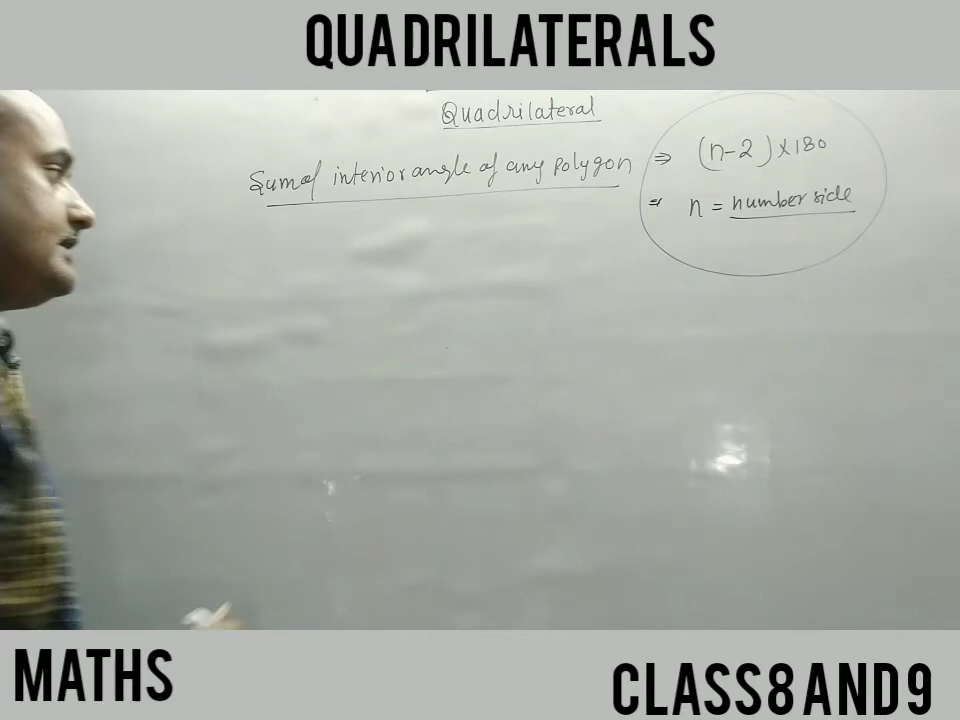 QUADRILATERALS
Quadrilateral
Sum of interior angle of any polygon ⇒ (n-2)×180
⇒ n = number side
MATHS
CLASS 8 AND 9